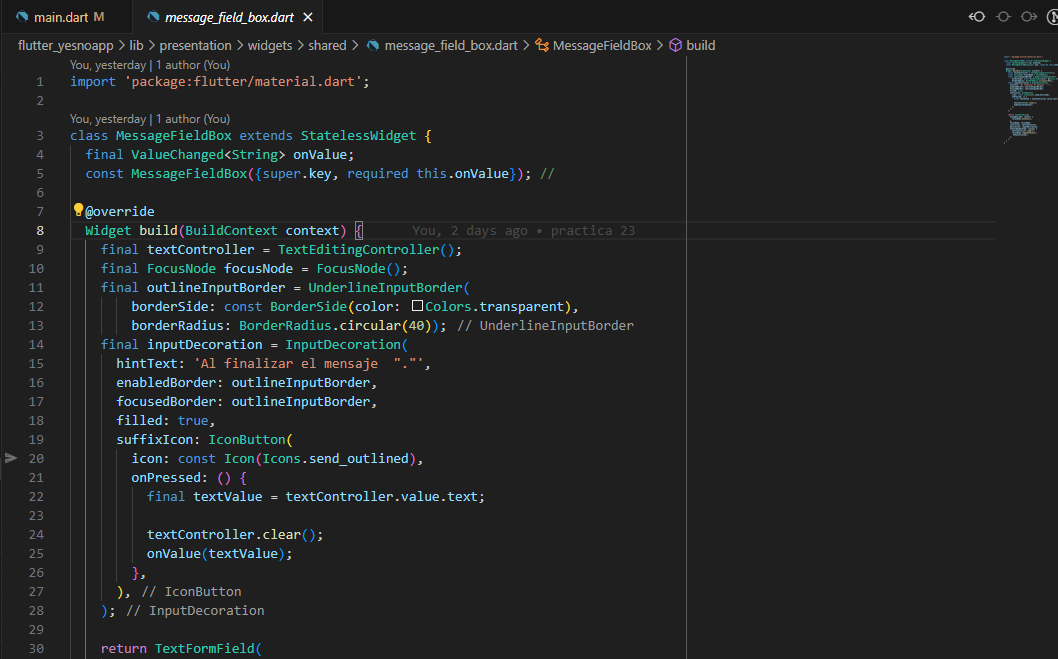 main.dart M
message_field_box.dart
flutter_yesnoapp > lib > presentation > widgets > shared > message_field_box.dart > MessageFieldBox > build
You, yesterday | 1 author (You)
1 import 'package:flutter/material.dart';
2
You, yesterday | 1 author (You)
3 class MessageFieldBox extends StatelessWidget {
4 final ValueChanged<String> onValue;
5 const MessageFieldBox({super.key, required this.onValue}); //
6
7 @override
8 Widget build(BuildContext context) { You, 2 days ago • practica 23
9 final textController = TextEditingController();
10 final FocusNode focusNode = FocusNode();
11 final outlineInputBorder = UnderlineInputBorder(
12 borderSide: const BorderSide(color: Colors.transparent),
13 borderRadius: BorderRadius.circular(40)); // UnderlineInputBorder
14 final inputDecoration = InputDecoration(
15 hintText: 'Al finalizar el mensaje  "."',
16 enabledBorder: outlineInputBorder,
17 focusedBorder: outlineInputBorder,
18 filled: true,
19 suffixIcon: IconButton(
20 icon: const Icon(Icons.send_outlined),
21 onPressed: () {
22 final textValue = textController.value.text;
23
24 textController.clear();
25 onValue(textValue);
26 },
27 ), // IconButton
28 ); // InputDecoration
29
30 return TextFormField(